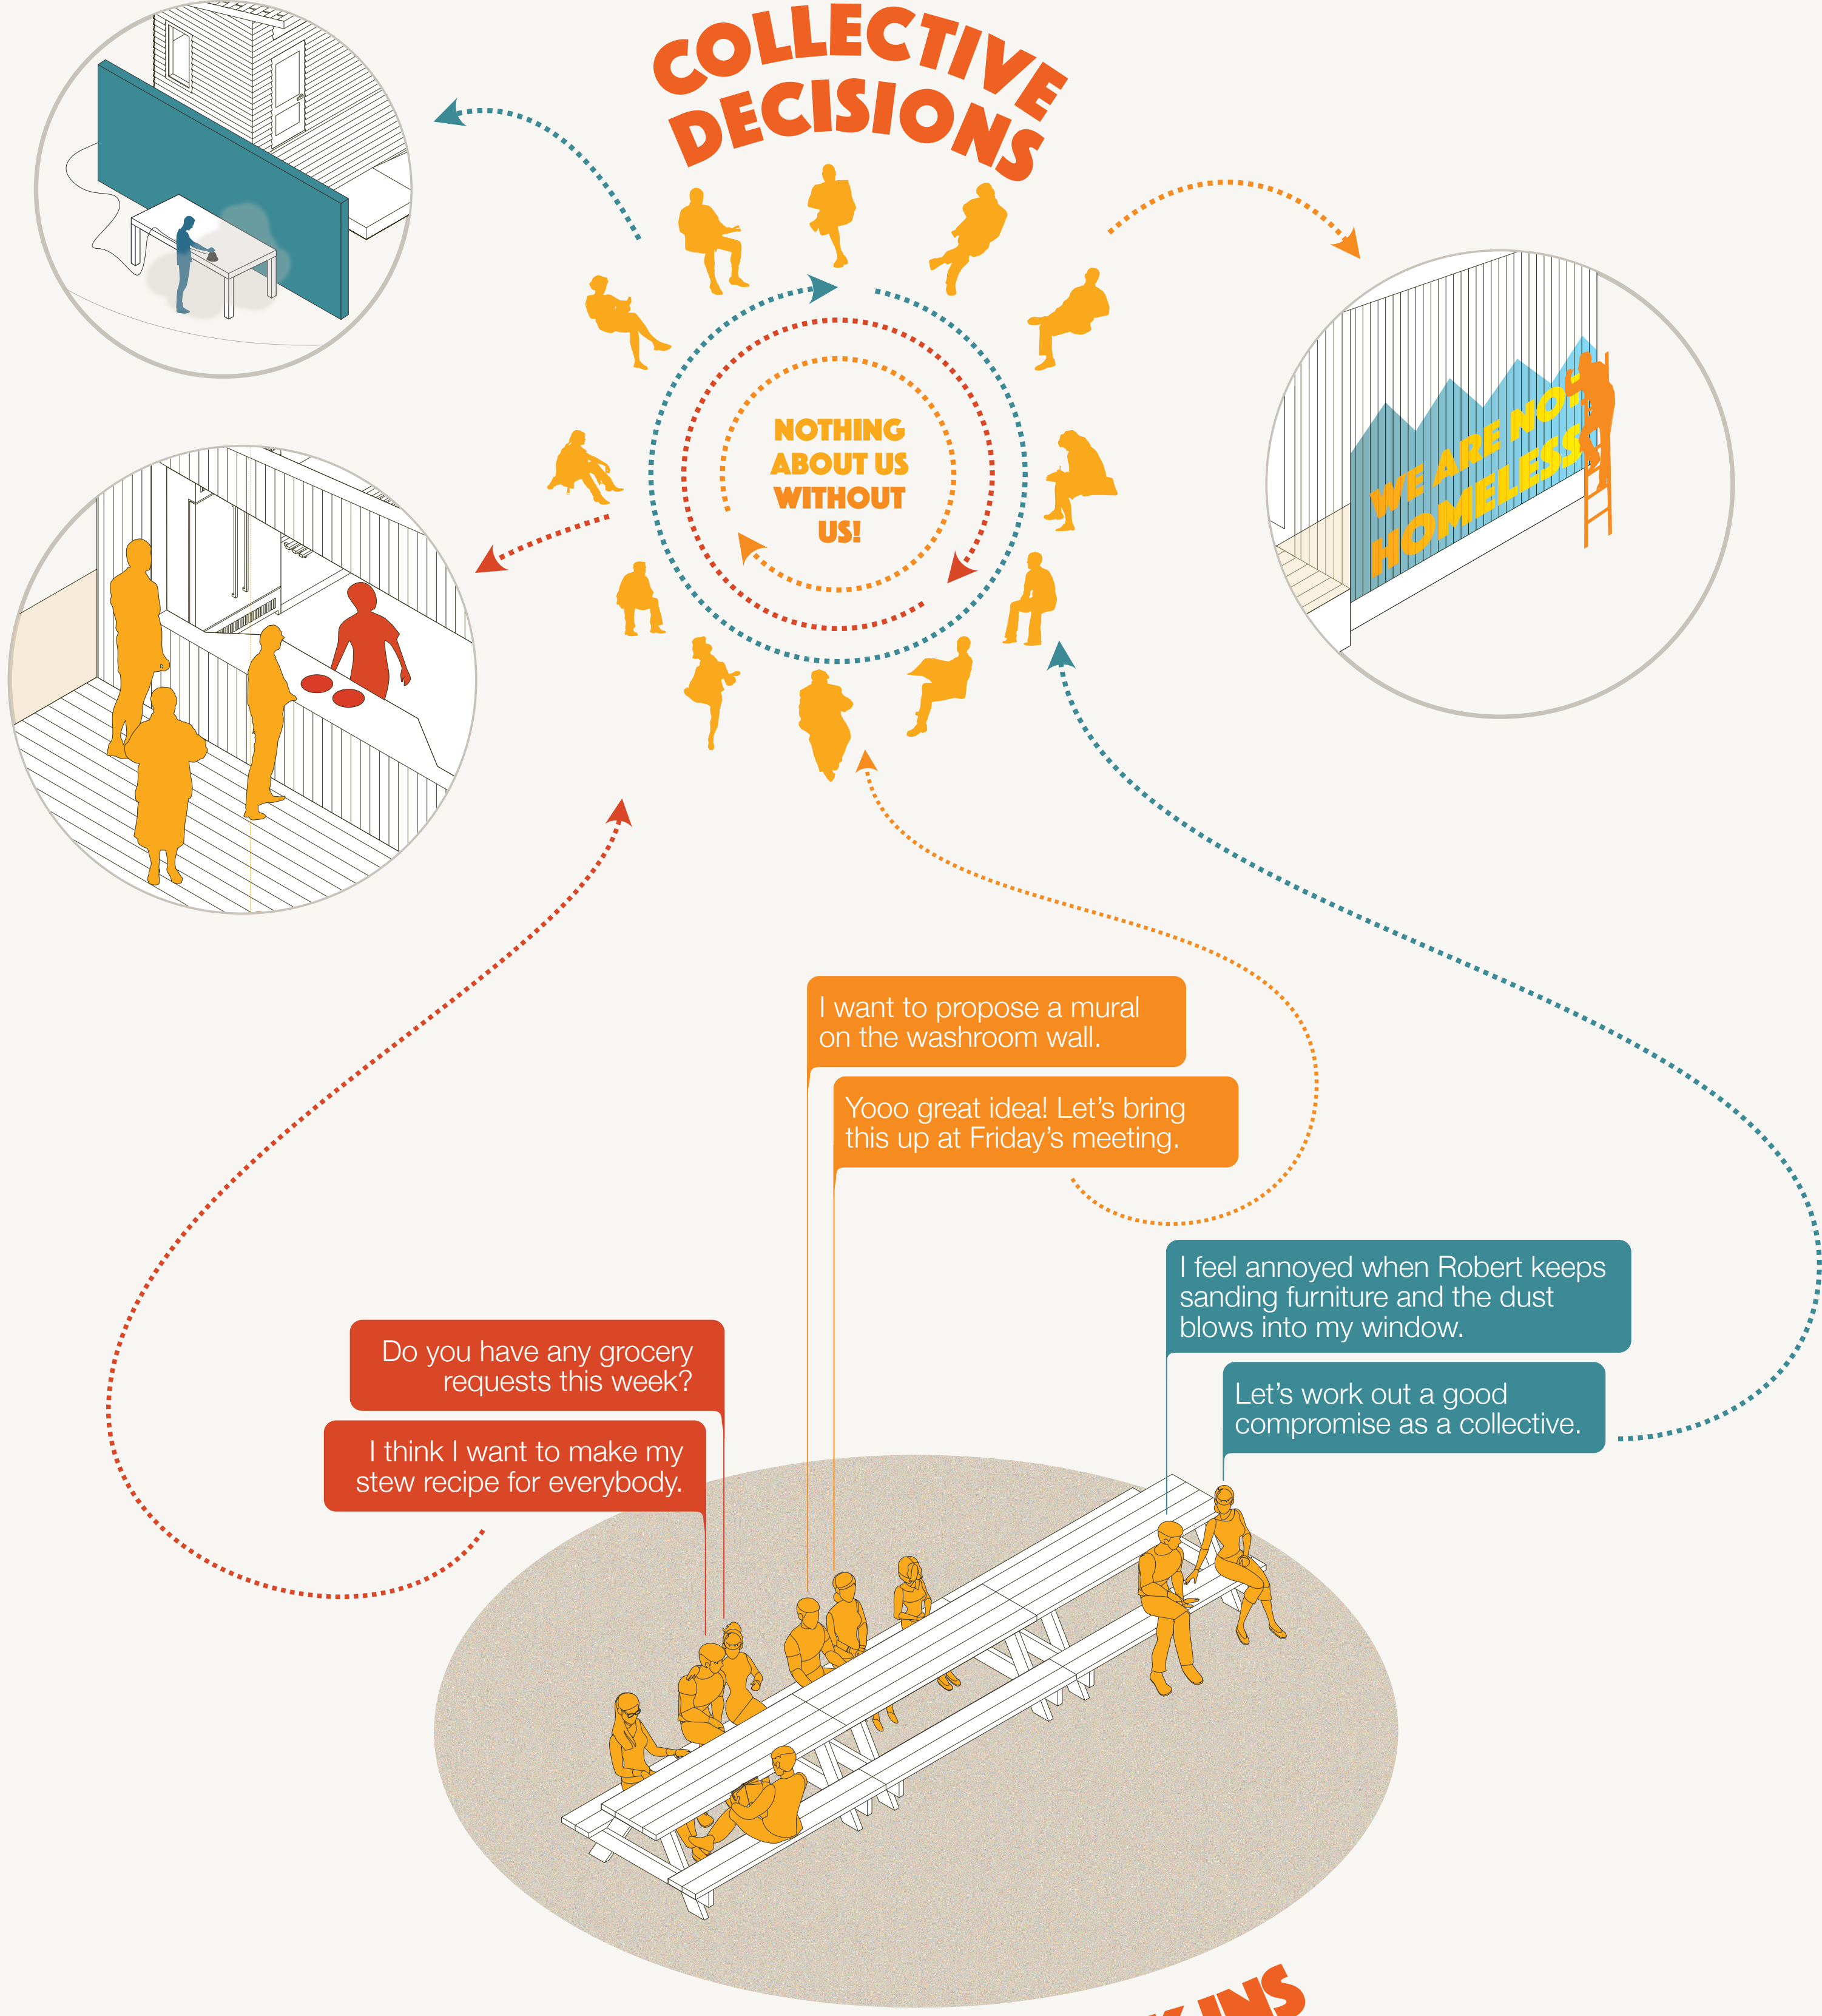 COLLECTIVE
DECISIONS
NOTHING
ABOUT US
WITHOUT
US!
WE ARE NOT
HOMELESS
I want to propose a mural
on the washroom wall.
Yooo great idea! Let’s bring
this up at Friday’s meeting.
I feel annoyed when Robert keeps
sanding furniture and the dust
blows into my window.
Let’s work out a good
compromise as a collective.
Do you have any grocery
requests this week?
I think I want to make my
stew recipe for everybody.
INS